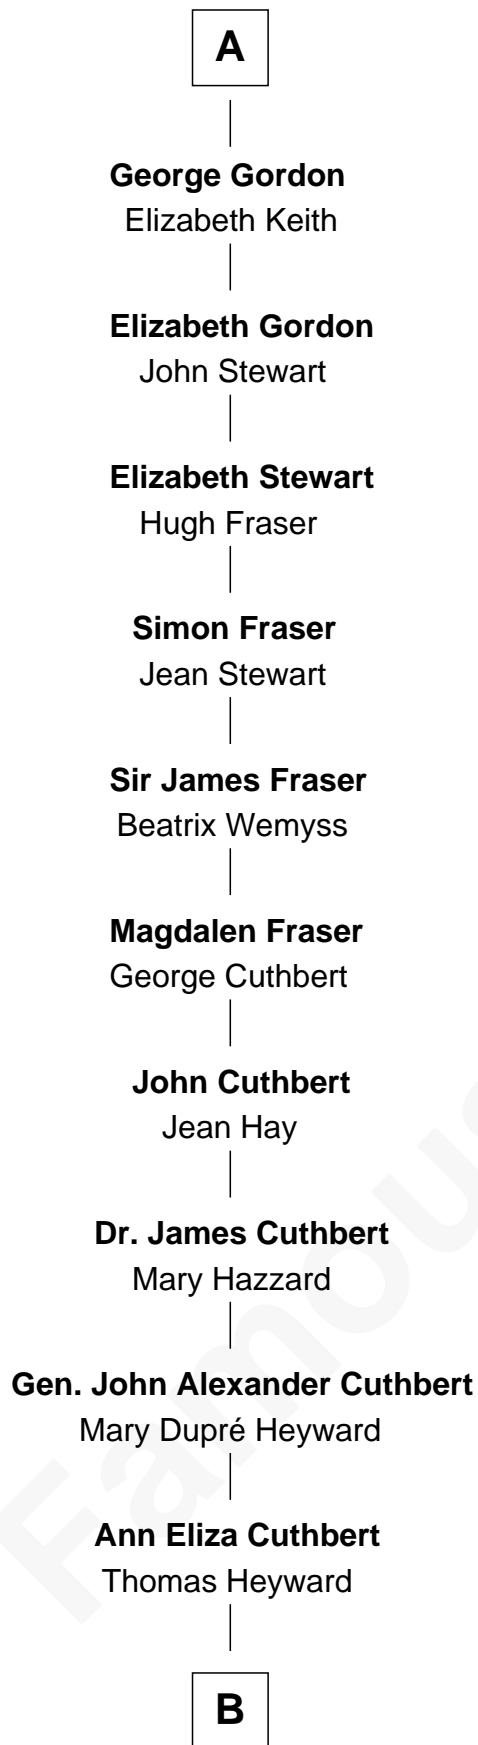 A
George Gordon
Elizabeth Keith
Elizabeth Gordon
John Stewart
Elizabeth Stewart
Hugh Fraser
Simon Fraser
Jean Stewart
Sir James Fraser
Beatrix Wemyss
Magdalen Fraser
George Cuthbert
John Cuthbert
Jean Hay
Dr. James Cuthbert
Mary Hazzard
Gen. John Alexander Cuthbert
Mary Dupré Heyward
Ann Eliza Cuthbert
Thomas Heyward
B
Famous